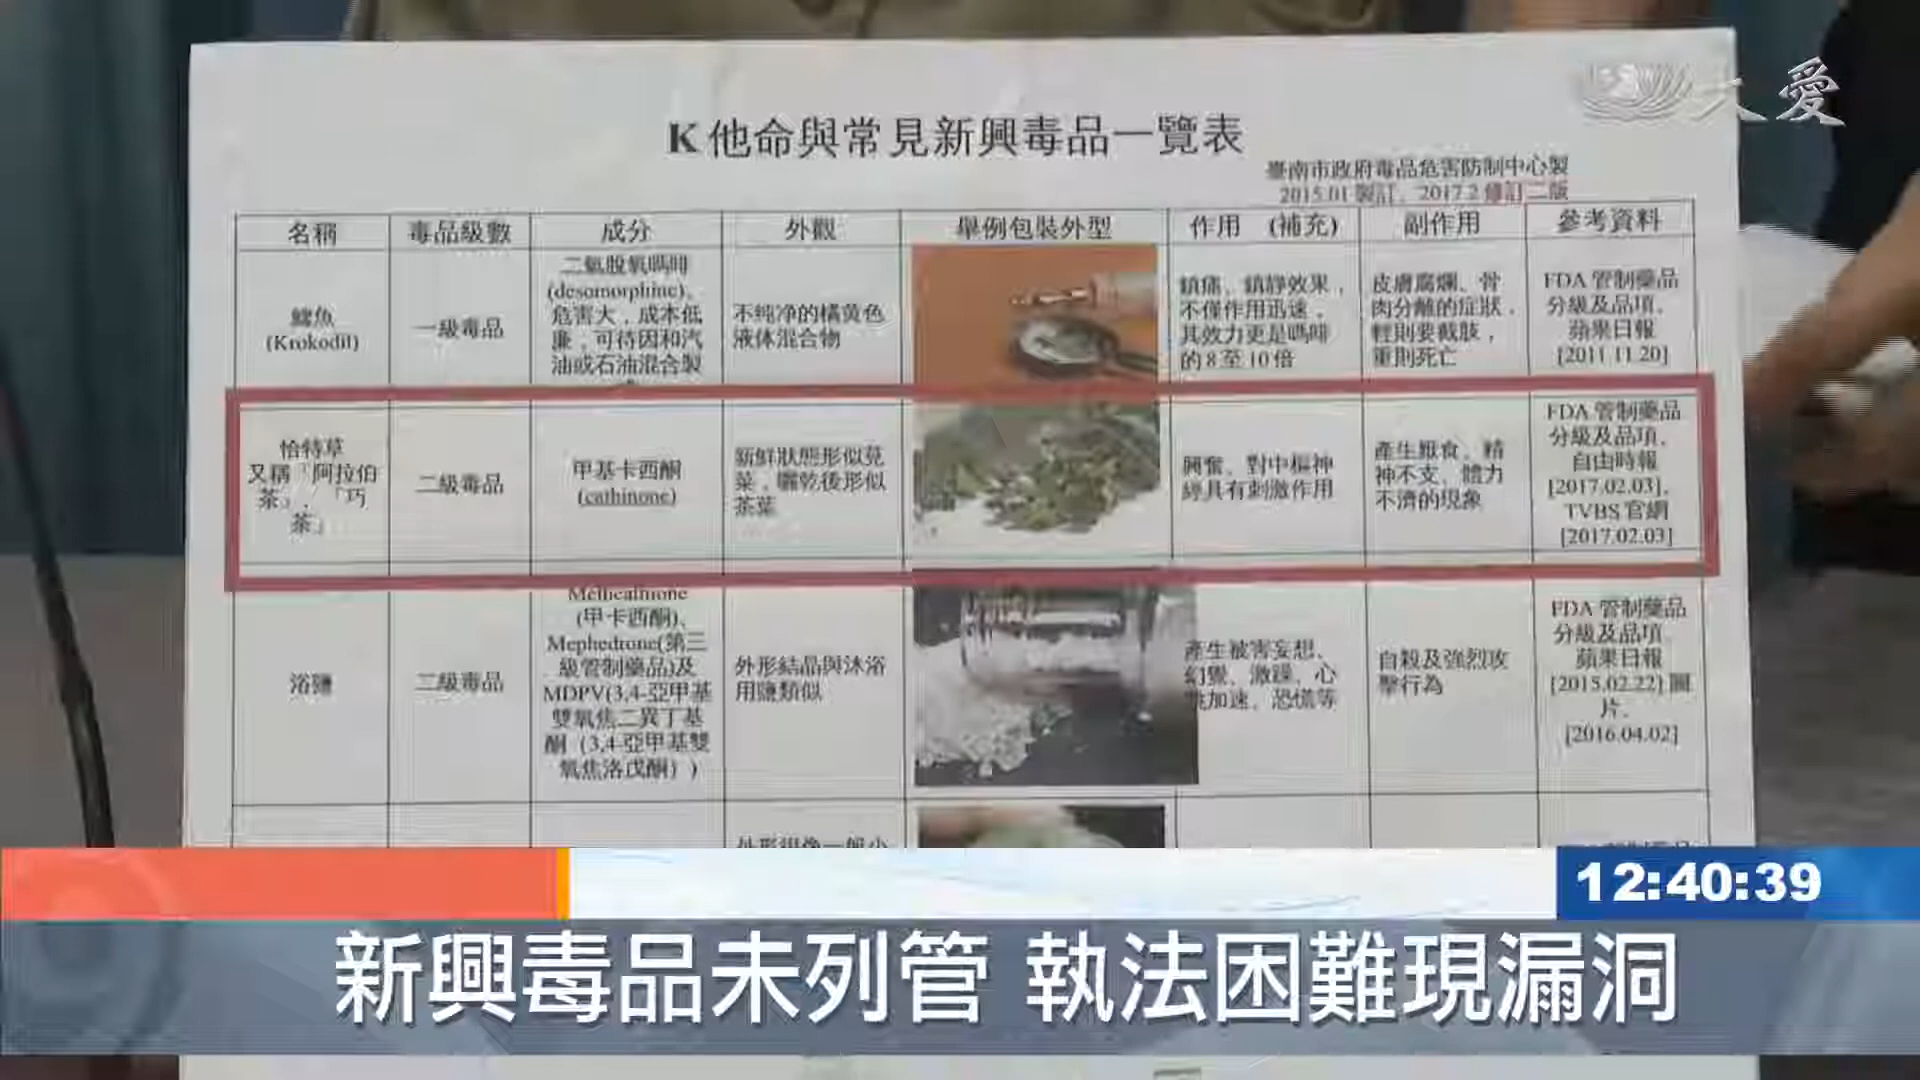 大愛
K他命與常見新興毒品一覽表
臺南市政府毒品危害防制中心製
2015.01製訂，2017.2修訂二版
名稱
毒品級數
成分
外觀
舉例包裝外型
作用 (補充)
副作用
參考資料
鱷魚
(Krokodil)
一級毒品
二氫脫氧嗎啡
(desomorphine)、
危害大，成本低
廉，可待因和汽
油或石油混合製
不纯净的橘黃色
液体混合物
鎮痛、鎮靜效果，
不僅作用迅速，
其效力更是嗎啡
的8至10倍
皮膚腐爛、骨
肉分離的症狀，
輕則要截肢，
重則死亡
FDA 管制藥品
分級及品項、
蘋果日報
[2011.11.20]
恰特草
又稱「阿拉伯
茶」、「巧
茶」
二級毒品
甲基卡西酮
(cathinone)
新鮮狀態形似莧
菜，曬乾後形似
茶葉
興奮、對中樞神
經具有刺激作用
產生厭食、精
神不支、體力
不濟的現象
FDA 管制藥品
分級及品項、
自由時報
[2017.02.03]、
TVBS官網
[2017.02.03]
浴鹽
二級毒品
(甲卡西酮)、
Mephedrone(第三
級管制藥品)及
MDPV(3,4-亞甲基
雙氧焦二異丁基
酮（3,4-亞甲基雙
氧焦洛戊酮）)
外形結晶與沐浴
用鹽類似
產生被害妄想、
幻覺、激躁、心
跳加速、恐慌等
自殺及強烈攻
擊行為
FDA 管制藥品
分級及品項、
蘋果日報
[2015.02.22] 圖
片、
[2016.04.02]
12:40:39
新興毒品未列管 執法困難現漏洞